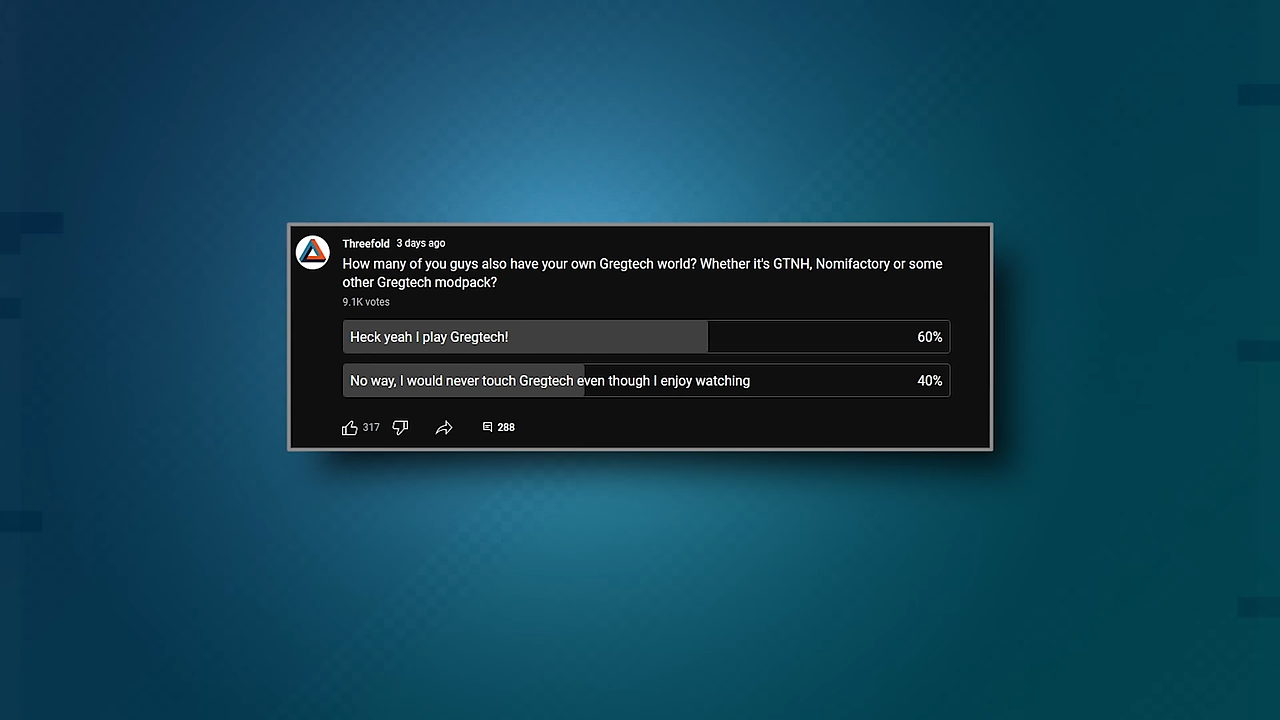 Threefold 3 days ago
How many of you guys also have your own Gregtech world? Whether it's GTNH, Nomifactory or some
other Gregtech modpack?
9.1K votes
Heck yeah I play Gregtech! 60%
No way, I would never touch Gregtech even though I enjoy watching 40%
317 288